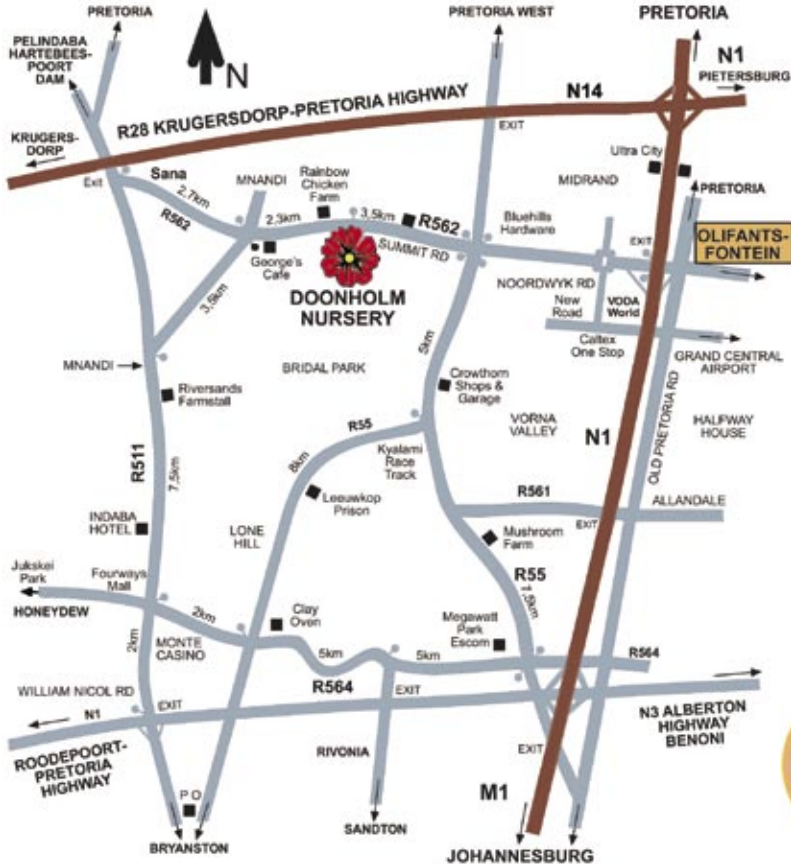 PRETORIA
PELINDABA
HARTEBEES-
POORT
DAM
N
PRETORIA WEST
PRETORIA
N1
PIETERSBURG
N14
R28 KRUGERSDORP-PRETORIA HIGHWAY
KRUGERS-
DORP
Exit
EXIT
Sana
2,7km
R562
MNANDI
Rainbow
Chicken
Farm
2,3km
3,5km
R562
SUMMIT RD
George's
Cafe
DOONHOLM
NURSERY
Ultra City
MIDRAND
PRETORIA
Bluehills
Hardware
EXIT
OLIFANTS-
FONTEIN
NOORDWYK RD
New
Road
VODA
World
Caltex
One Stop
GRAND CENTRAL
AIRPORT
3,5km
MNANDI
BRIDAL PARK
5km
Crowthorn
Shops &
Garage
Riversands
Farmstall
R511
7,5km
R55
8km
Kyalami
Race
Track
VORNA
VALLEY
N1
OLD PRETORIA RD
HALFWAY
HOUSE
Leeuwkop
Prison
R561
EXIT
ALLANDALE
INDABA
HOTEL
LONE
HILL
Mushroom
Farm
R55
7,5km
Jukskei
Park
HONEYDEW
Fourways
Mall
2km
Clay
Oven
Megawatt
Park
Escom
2km
MONTE
CASINO
5km
5km
R564
R564
WILLIAM NICOL RD
N1
EXIT
EXIT
ROODEPOORT-
PRETORIA
HIGHWAY
N3 ALBERTON
HIGHWAY
BENONI
RIVONIA
EXIT
P O
M1
BRYANSTON
SANDTON
JOHANNESBURG